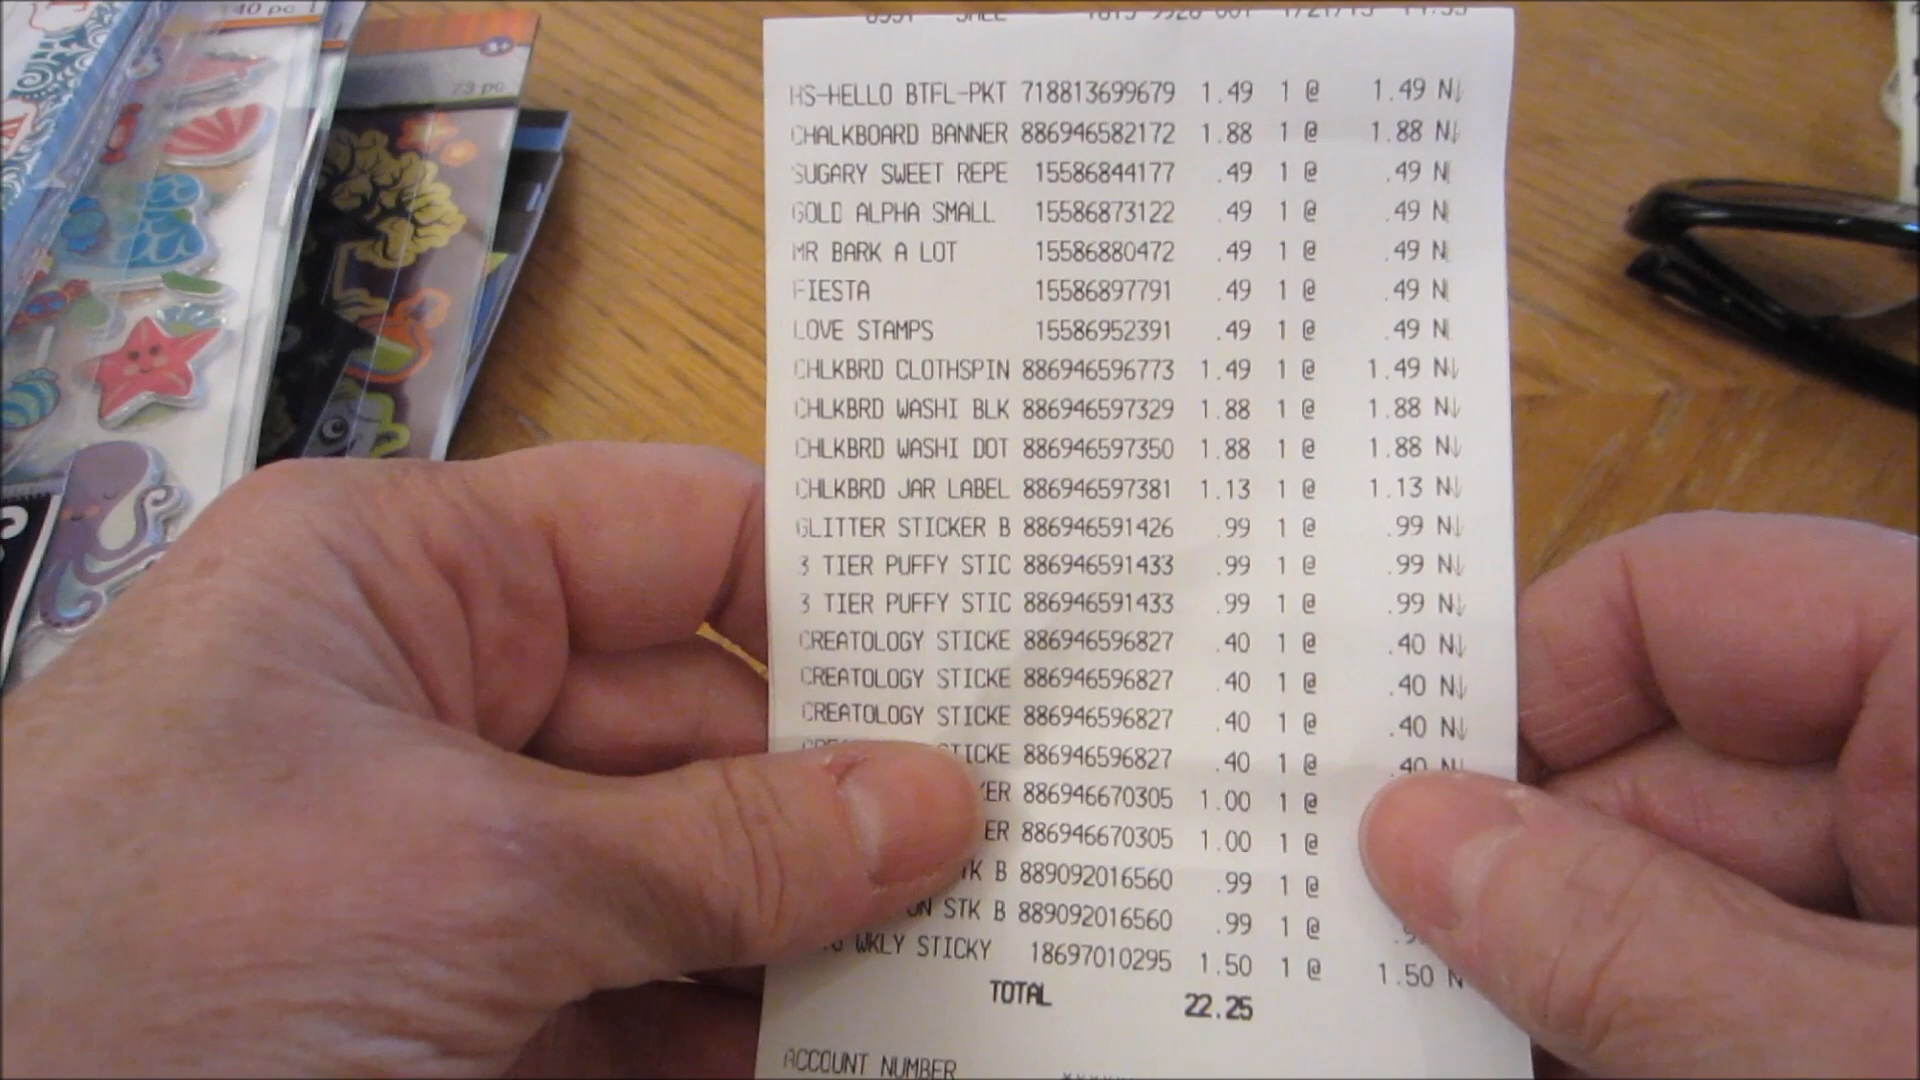 40 pc
73 pc
3+
HS-HELLO BTFL-PKT 718813699679 1.49 1 @ 1.49 N↓
CHALKBOARD BANNER 886946582172 1.88 1 @ 1.88 N↓
SUGARY SWEET REPE 15586844177 .49 1 @ .49 N
GOLD ALPHA SMALL 15586873122 .49 1 @ .49 N
MR BARK A LOT 15586880472 .49 1 @ .49 N
FIESTA 15586897791 .49 1 @ .49 N
LOVE STAMPS 15586952391 .49 1 @ .49 N
CHLKBRD CLOTHSPIN 886946596773 1.49 1 @ 1.49 N↓
CHLKBRD WASHI BLK 886946597329 1.88 1 @ 1.88 N↓
CHLKBRD WASHI DOT 886946597350 1.88 1 @ 1.88 N↓
CHLKBRD JAR LABEL 886946597381 1.13 1 @ 1.13 N↓
GLITTER STICKER B 886946591426 .99 1 @ .99 N↓
3 TIER PUFFY STIC 886946591433 .99 1 @ .99 N↓
3 TIER PUFFY STIC 886946591433 .99 1 @ .99 N↓
CREATOLOGY STICKE 886946596827 .40 1 @ .40 N↓
CREATOLOGY STICKE 886946596827 .40 1 @ .40 N↓
CREATOLOGY STICKE 886946596827 .40 1 @ .40 N↓
886946596827 .40 1 @ .40 N↓
886946670305 1.00 1 @
886946670305 1.00 1 @
B 889092016560 .99 1 @
STK B 889092016560 .99 1 @
WKLY STICKY 18697010295 1.50 1 @ 1.50 N
TOTAL 22.25
ACCOUNT NUMBER